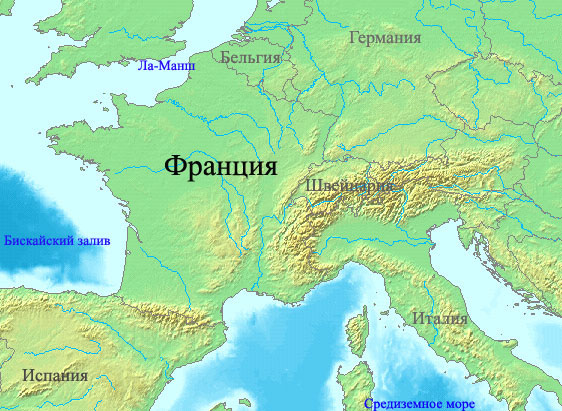 Германия
Бельгия
Ла-Манш
Франция
Швейцария
Бискайский залив
Италия
Испания
Средиземное море